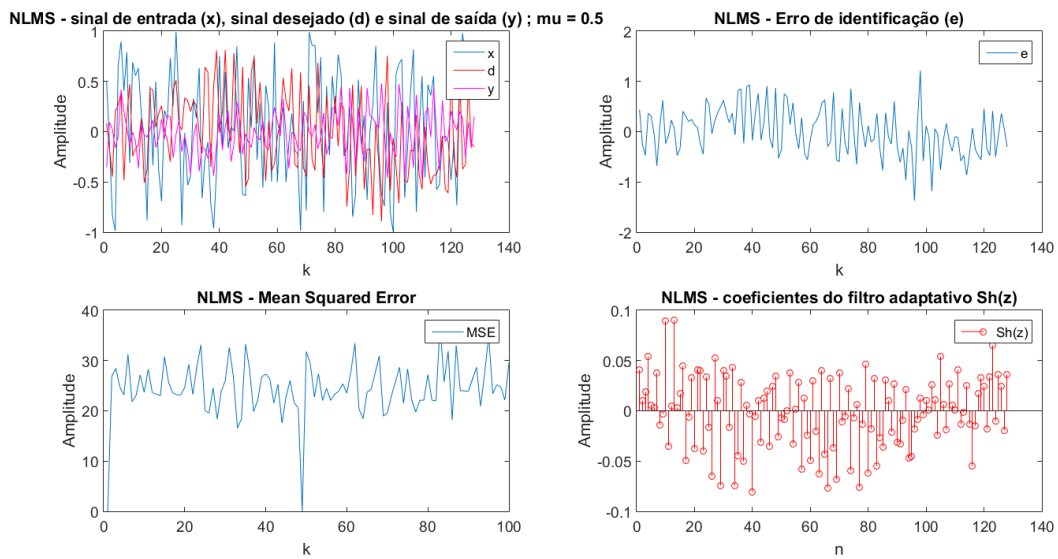 NLMS - sinal de entrada (x), sinal desejado (d) e sinal de saída (y) ; mu = 0.5
1
0.5
0
-0.5
-1
Amplitude
0 20 40 60 80 100 120 140
k
x
d
y
NLMS - Erro de identificação (e)
2
1
0
-1
-2
Amplitude
0 20 40 60 80 100 120 140
k
e
NLMS - Mean Squared Error
40
30
20
10
0
Amplitude
0 20 40 60 80 100
k
MSE
NLMS - coeficientes do filtro adaptativo Sh(z)
0.1
0.05
0
-0.05
-0.1
Amplitude
0 20 40 60 80 100 120 140
n
Sh(z)